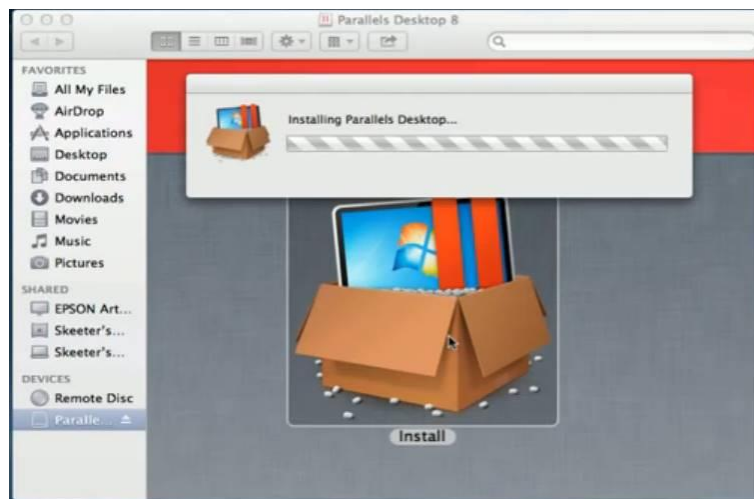 Parallels Desktop 8
FAVORITES
All My Files
AirDrop
Applications
Desktop
Documents
Downloads
Movies
Music
Pictures
SHARED
EPSON Art...
Skeeter's...
Skeeter's...
DEVICES
Remote Disc
Paralle...
Installing Parallels Desktop...
Install